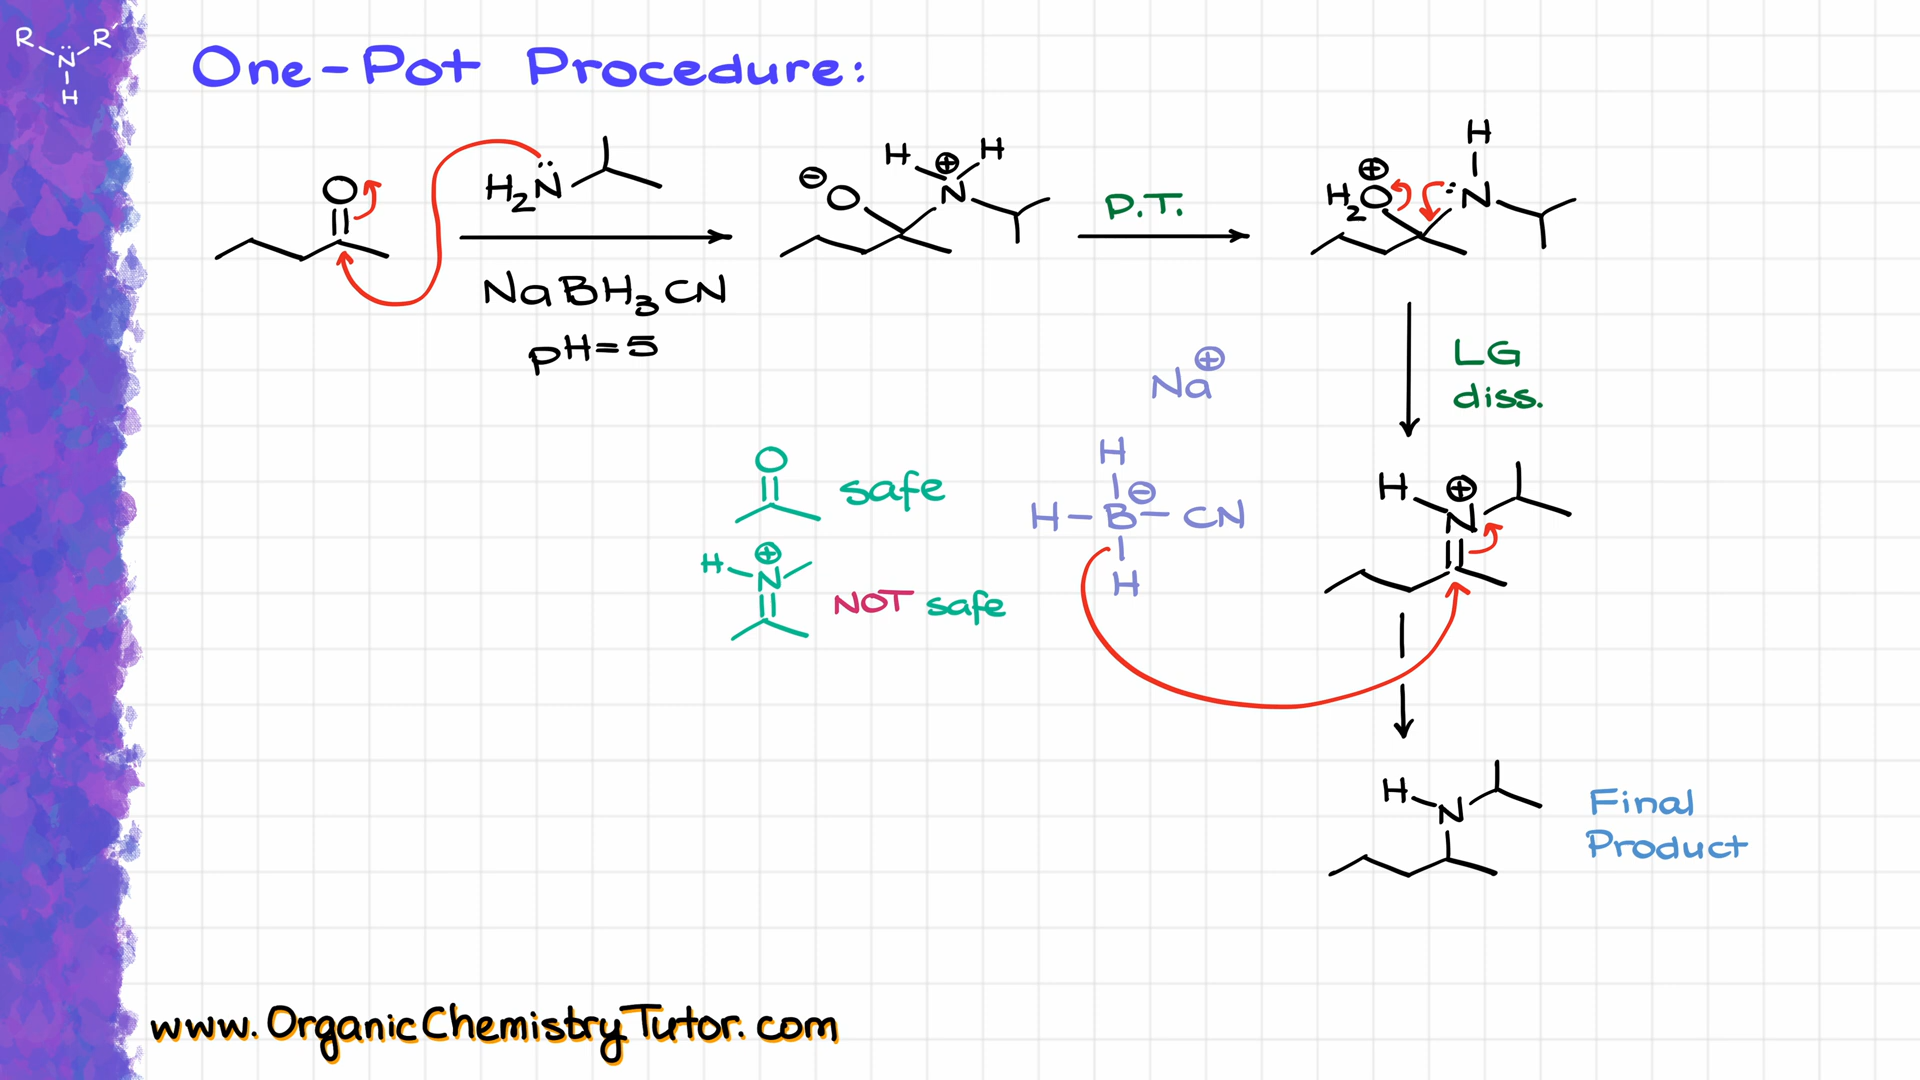 R R'
N̈
H
One-Pot Procedure:
O
H₂N̈
NaBH₃CN
pH=5
⊖ O H ⊕ H
N
P.T.
H
⊕
H₂O : N
LG
diss.
Na⊕
H
H-B⊖-CN
H
O
safe
H ⊕
N
NOT safe
H ⊕
N
H N
Final
Product
www.OrganicChemistryTutor.com